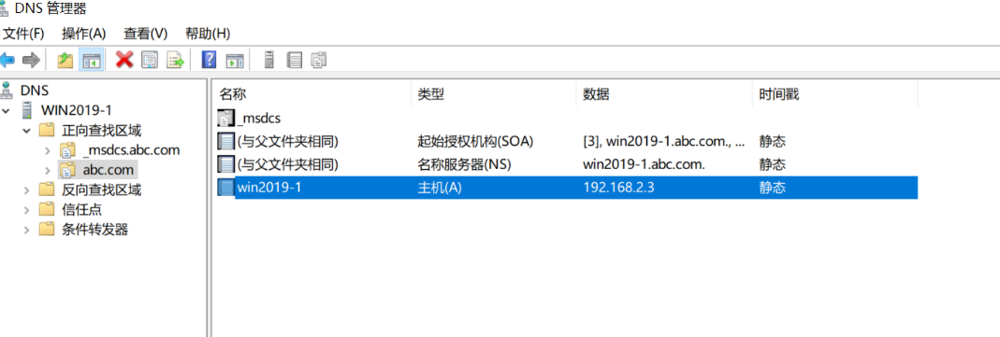 DNS 管理器
文件(F) 操作(A) 查看(V) 帮助(H)
DNS
WIN2019-1
正向查找区域
_msdcs.abc.com
abc.com
反向查找区域
信任点
条件转发器
名称 类型 数据 时间戳
_msdcs
(与父文件夹相同) 起始授权机构(SOA) [3], win2019-1.abc.com., ... 静态
(与父文件夹相同) 名称服务器(NS) win2019-1.abc.com. 静态
win2019-1 主机(A) 192.168.2.3 静态